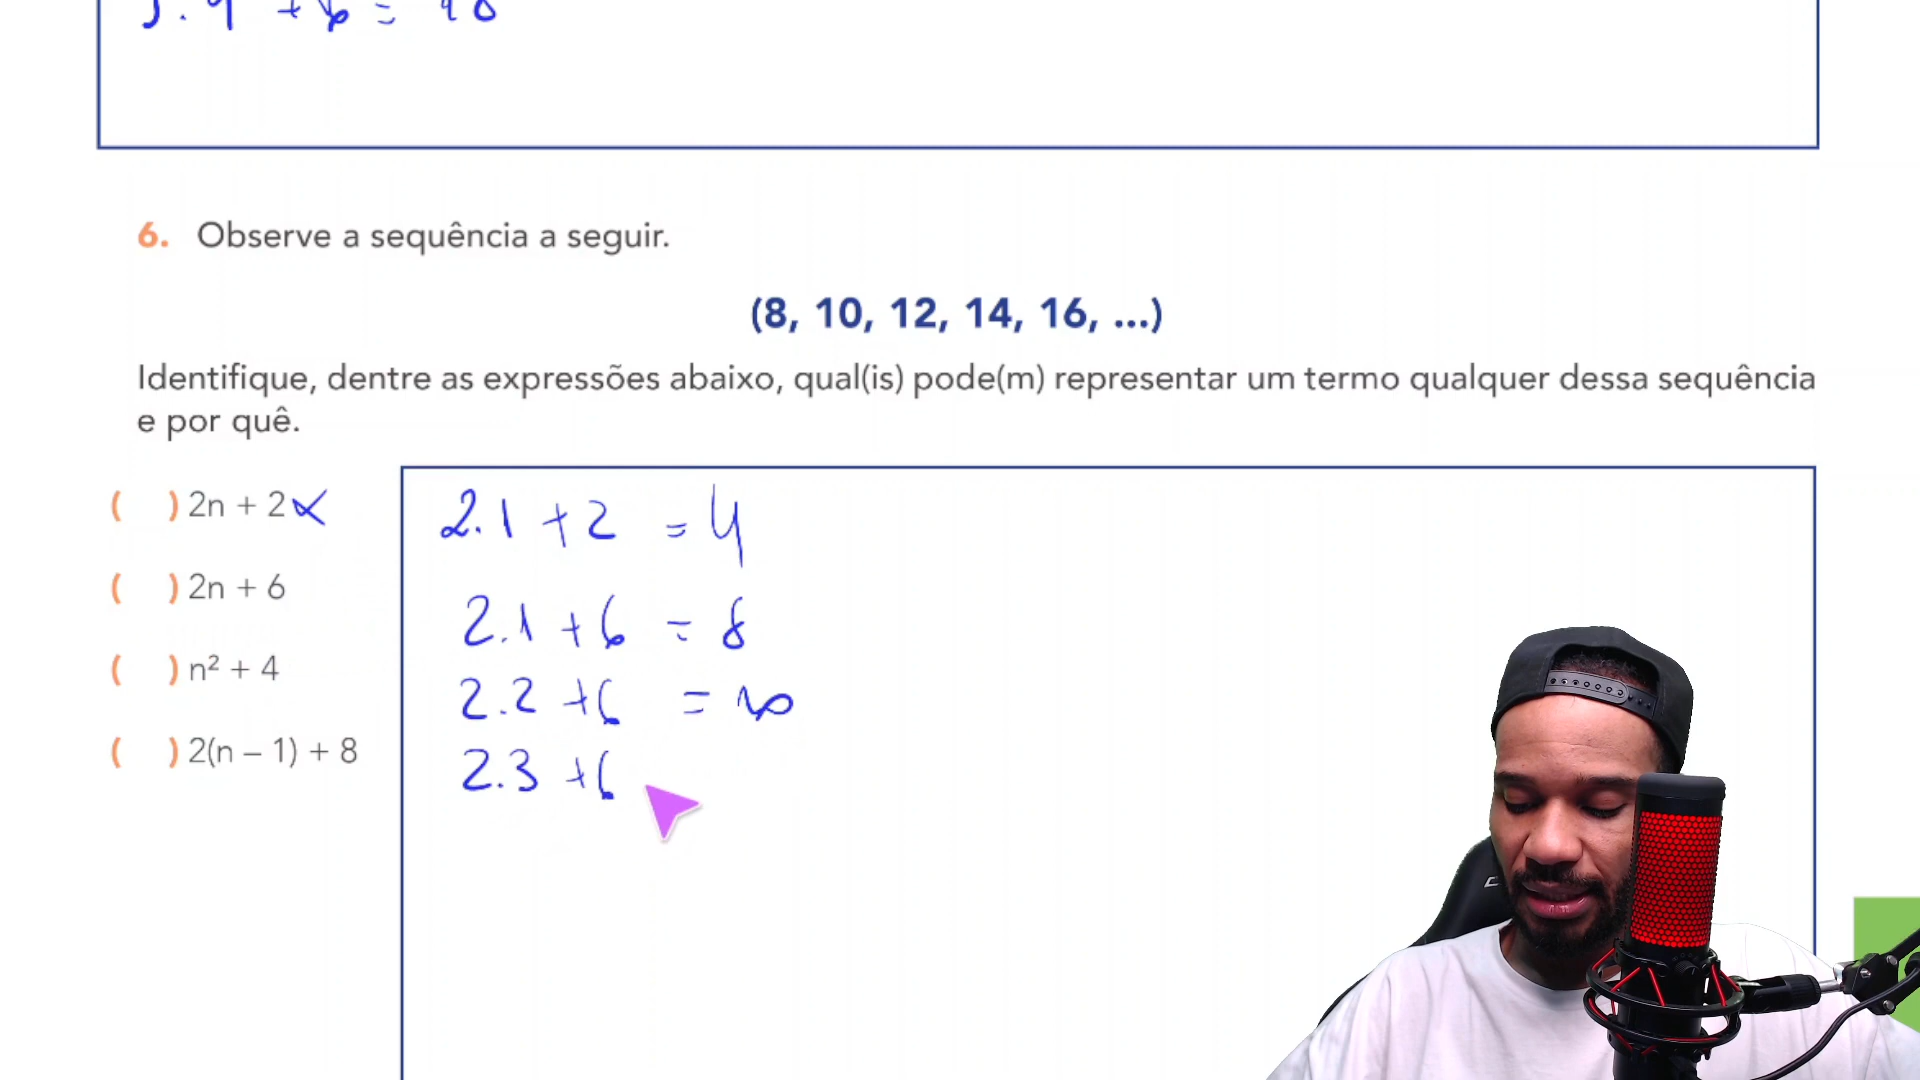 + 6 = 48
6. Observe a sequência a seguir.
(8, 10, 12, 14, 16, ...)
Identifique, dentre as expressões abaixo, qual(is) pode(m) representar um termo qualquer dessa sequência
e por quê.
( ) 2n + 2 ×
( ) 2n + 6
( ) n² + 4
( ) 2(n – 1) + 8
2.1 + 2 = 4
2.1 + 6 = 8
2.2 + 6 = 10
2.3 + 6